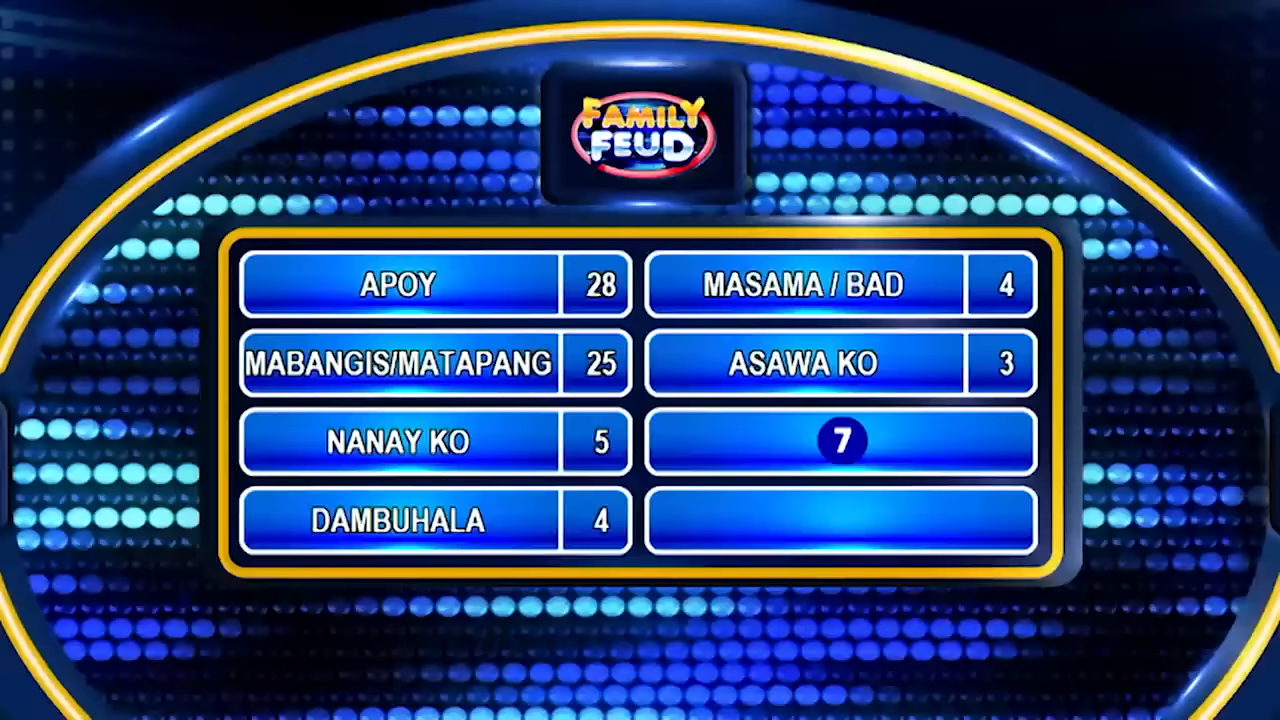 FAMILY
FEUD
APOY 28
MABANGIS/MATAPANG 25
NANAY KO 5
DAMBUHALA 4
MASAMA / BAD 4
ASAWA KO 3
7